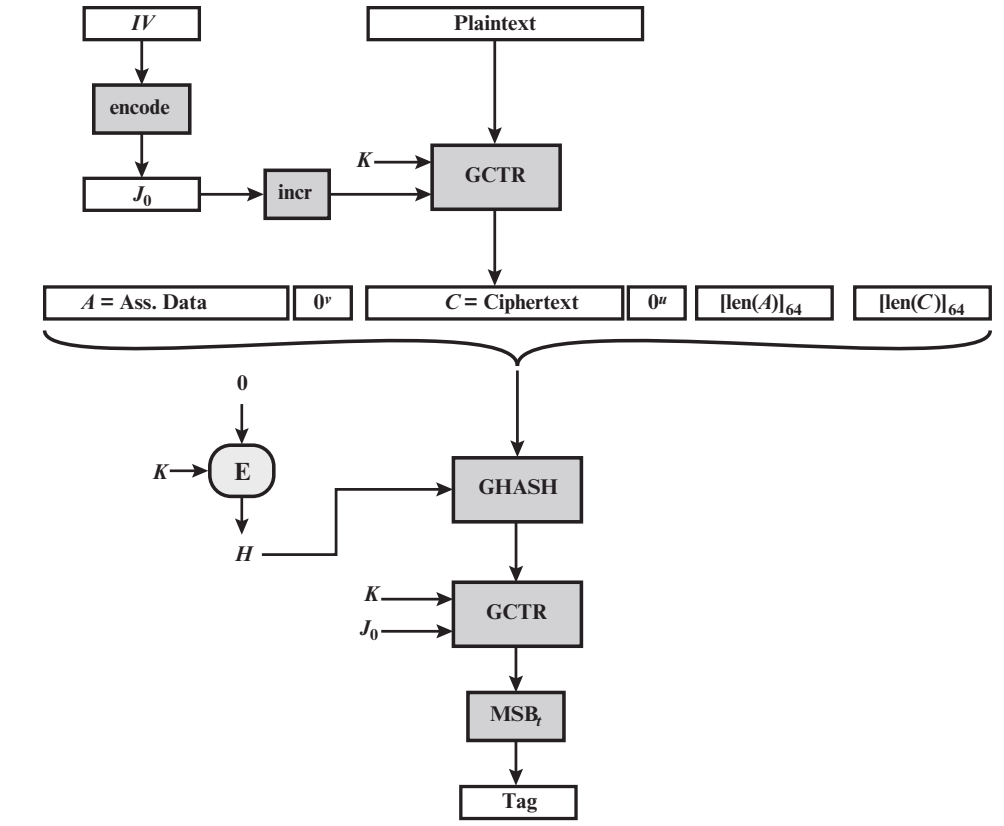 IV
Plaintext
encode
K
GCTR
J₀
incr
A = Ass. Data
0ᵛ
C = Ciphertext
0ᵘ
[len(A)]₆₄
[len(C)]₆₄
0
K
E
GHASH
H
K
GCTR
J₀
MSBₜ
Tag